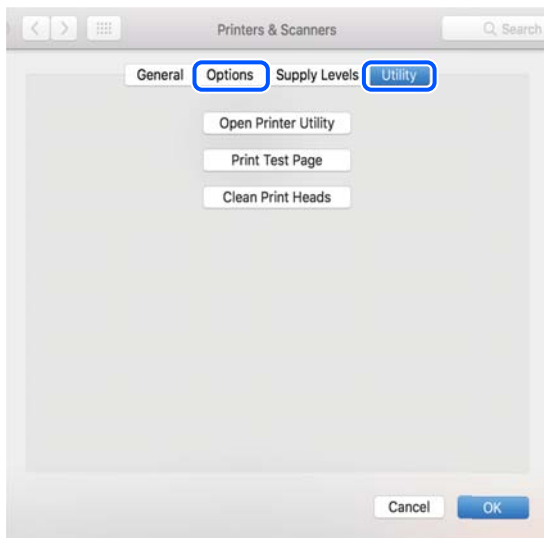 Printers & Scanners
Search
General Options Supply Levels Utility
Open Printer Utility
Print Test Page
Clean Print Heads
Cancel OK